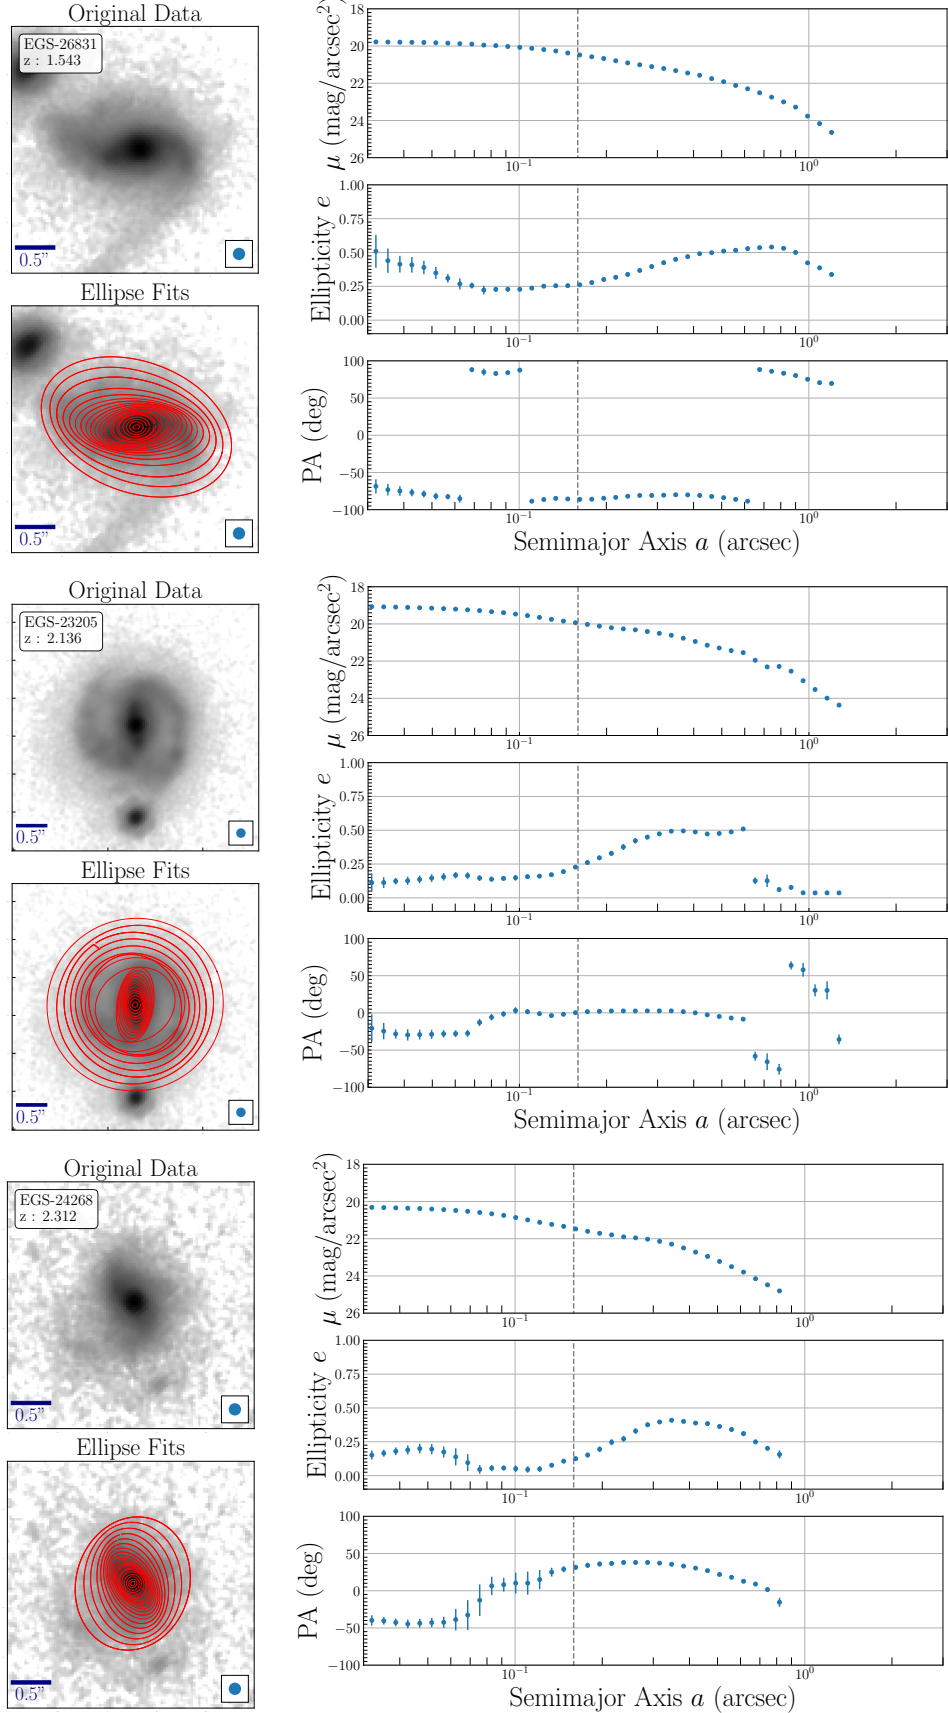 Original Data
EGS-26831
z : 1.543
0.5"
Ellipse Fits
0.5"
μ (mag/arcsec²)
18
20
22
24
26
10⁻¹
10⁰
Ellipticity e
1.00
0.75
0.50
0.25
0.00
10⁻¹
10⁰
PA (deg)
100
50
0
−50
−100
10⁻¹
10⁰
Semimajor Axis a (arcsec)
Original Data
EGS-23205
z : 2.136
0.5"
Ellipse Fits
0.5"
μ (mag/arcsec²)
18
20
22
24
26
10⁻¹
10⁰
Ellipticity e
1.00
0.75
0.50
0.25
0.00
10⁻¹
10⁰
PA (deg)
100
50
0
−50
−100
10⁻¹
10⁰
Semimajor Axis a (arcsec)
Original Data
EGS-24268
z : 2.312
0.5"
Ellipse Fits
0.5"
μ (mag/arcsec²)
18
20
22
24
26
10⁻¹
10⁰
Ellipticity e
1.00
0.75
0.50
0.25
0.00
10⁻¹
10⁰
PA (deg)
100
50
0
−50
−100
10⁻¹
10⁰
Semimajor Axis a (arcsec)